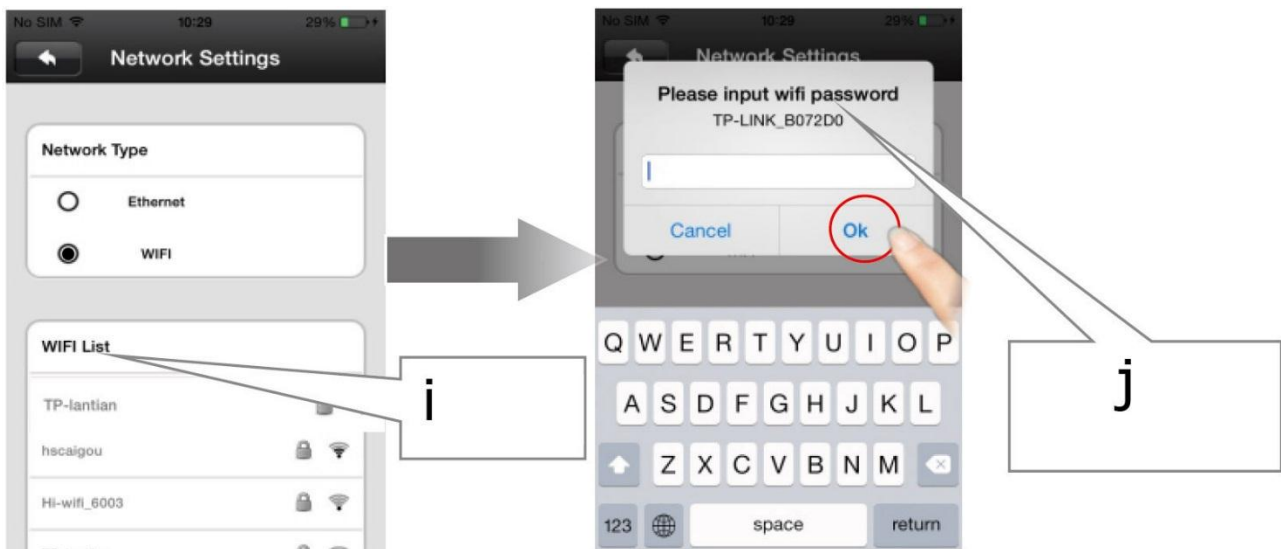 No SIM 10:29 29%
Network Settings
Network Type
Ethernet
WIFI
WIFI List
TP-lantian
hscaigou
Hi-wifi_6003
i
No SIM 10:29 29%
Network Settings
Please input wifi password
TP-LINK_B072D0
Cancel Ok
Q W E R T Y U I O P
A S D F G H J K L
Z X C V B N M
123 space return
j